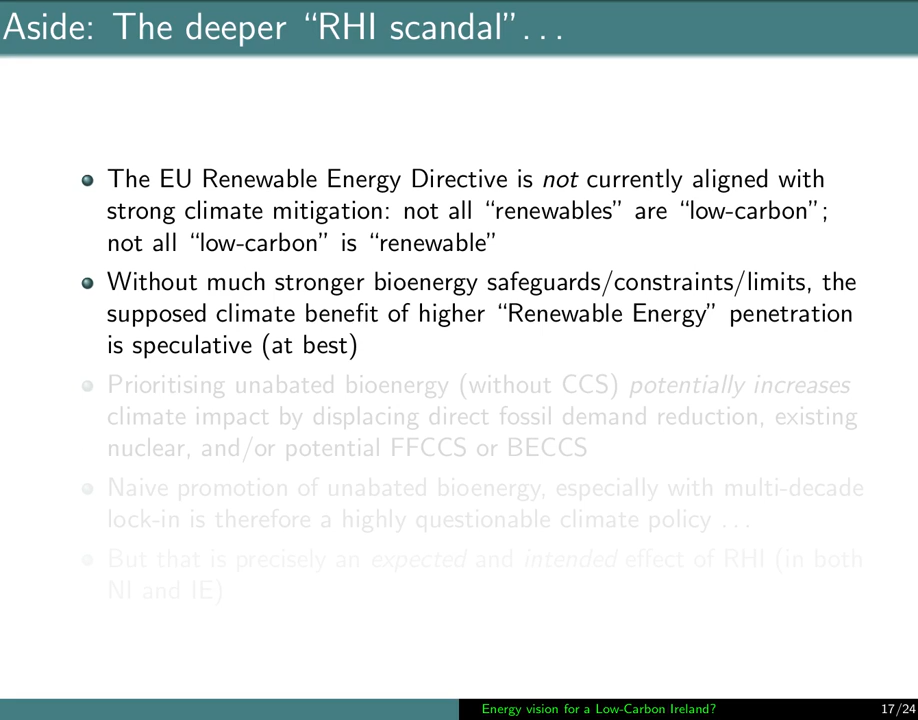 Aside: The deeper “RHI scandal”. . .
The EU Renewable Energy Directive is not currently aligned with
strong climate mitigation: not all “renewables” are “low-carbon”;
not all “low-carbon” is “renewable”
Without much stronger bioenergy safeguards/constraints/limits, the
supposed climate benefit of higher “Renewable Energy” penetration
is speculative (at best)
Prioritising unabated bioenergy (without CCS) potentially increases
climate impact by displacing direct fossil demand reduction, existing
nuclear, and/or potential FFCCS or BECCS
Naive promotion of unabated bioenergy, especially with multi-decade
lock-in is therefore a highly questionable climate policy . . .
But that is precisely an expected and intended effect of RHI (in both
NI and IE)
Energy vision for a Low-Carbon Ireland?
17/24